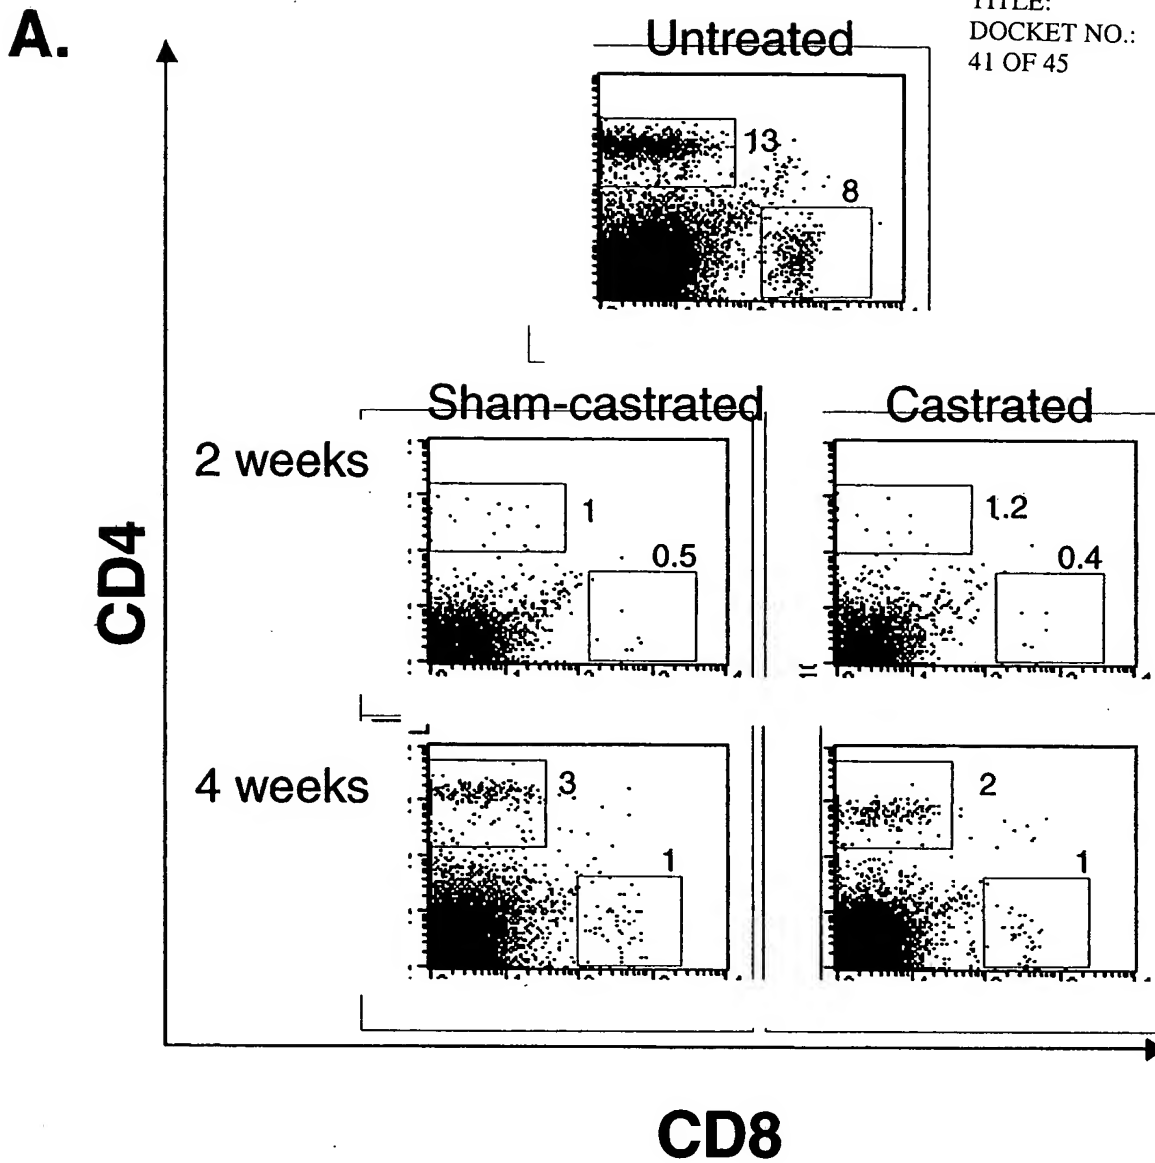 A.
TITLE:
DOCKET NO.:
41 OF 45
Untreated
13
8
Sham-castrated
Castrated
2 weeks
1
0.5
1.2
0.4
CD4
4 weeks
3
1
2
1
CD8